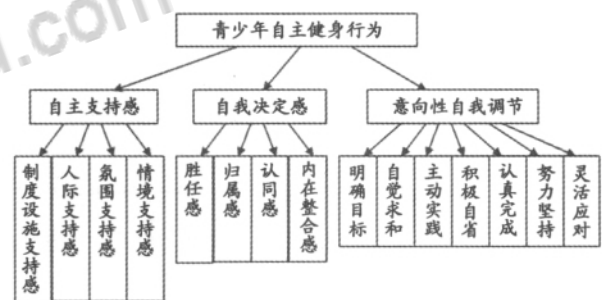 青少年自主健身行为
自主支持感
自我决定感
意向性自我调节
制度设施支持感
人际支持感
氛围支持感
情境支持感
胜任感
归属感
认同感
内在整合感
明确目标
自觉求和
主动实践
积极自省
认真完成
努力坚持
灵活应对